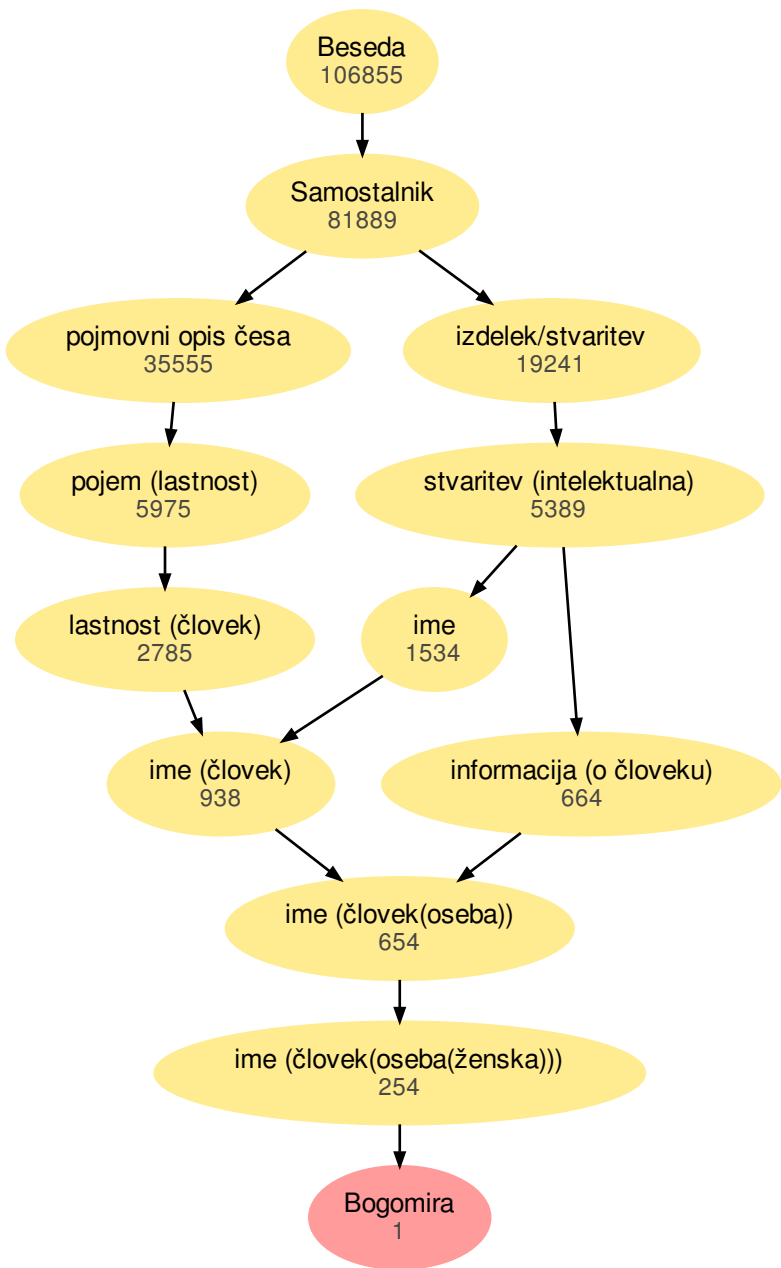 Beseda
106855
Samostalnik
81889
pojmovni opis česa
35555
izdelek/stvaritev
19241
pojem (lastnost)
5975
stvaritev (intelektualna)
5389
lastnost (človek)
2785
ime
1534
ime (človek)
938
informacija (o človeku)
664
ime (človek(oseba))
654
ime (človek(oseba(ženska)))
254
Bogomira
1